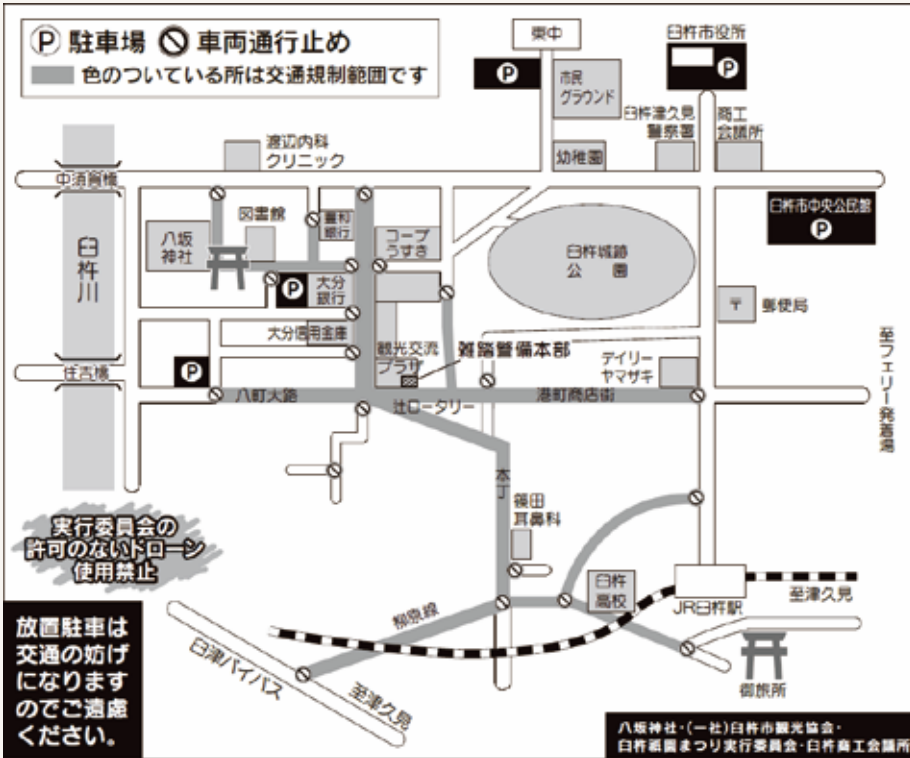 Ⓟ 駐車場 車両通行止め
色のついている所は交通規制範囲です
東中
臼杵市役所
P
P
市民
グラウンド
臼杵津久見
警察署
商工
会議所
渡辺内科
クリニック
幼稚園
中須賀橋
臼杵川
八坂
神社
図書館
豊和
銀行
コープ
うすき
臼杵城跡
公園
臼杵市中央公民館
P
P
大分
銀行
〒 郵便局
大分信用金庫
観光交流
プラザ
雑踏警備本部
デイリー
ヤマザキ
至フェリー発着場
住吉橋
P
八町大路
辻ロータリー
港町商店街
本丁
実行委員会の
許可のないドローン
使用禁止
耳鼻科
臼杵
高校
JR臼杵駅
至津久見
柳原線
臼津バイパス
至津久見
御旅所
放置駐車は
交通の妨げ
になります
のでご遠慮
ください。
八坂神社・(一社)臼杵市観光協会・
臼杵祇園まつり実行委員会・臼杵商工会議所